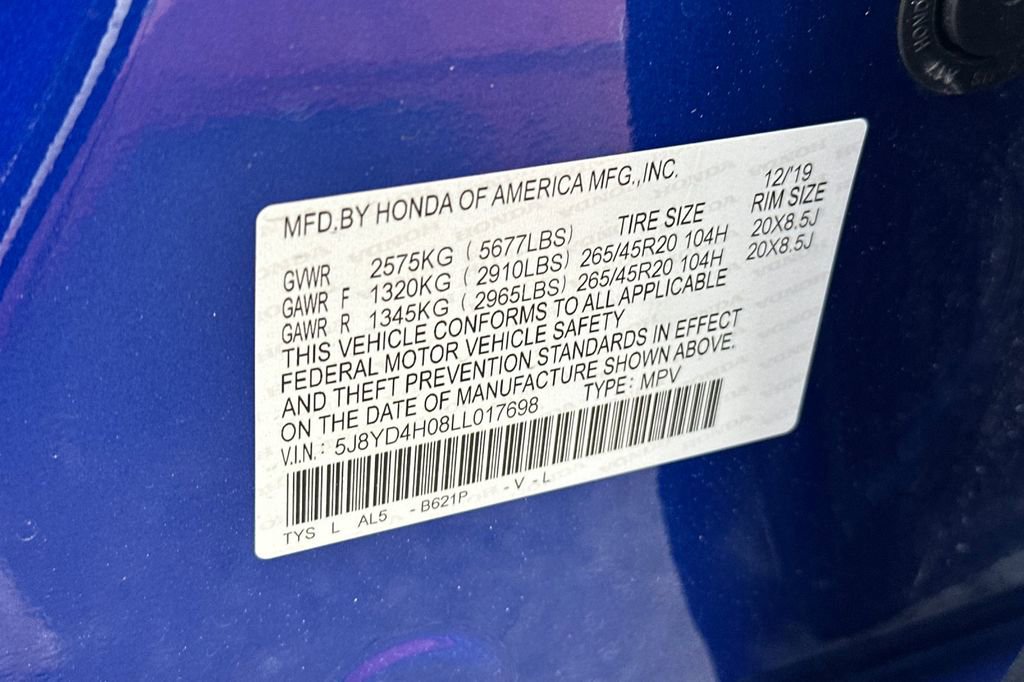 MFD.BY HONDA OF AMERICA MFG.,INC. 12/'19
TIRE SIZE RIM SIZE
GVWR 2575KG ( 5677LBS)
GAWR F 1320KG ( 2910LBS) 265/45R20 104H 20X8.5J
GAWR R 1345KG ( 2965LBS) 265/45R20 104H 20X8.5J
THIS VEHICLE CONFORMS TO ALL APPLICABLE
FEDERAL MOTOR VEHICLE SAFETY
AND THEFT PREVENTION STANDARDS IN EFFECT
ON THE DATE OF MANUFACTURE SHOWN ABOVE.
V.I.N.: 5J8YD4H08LL017698 TYPE: MPV
TYS L AL5 - B621P - V - L